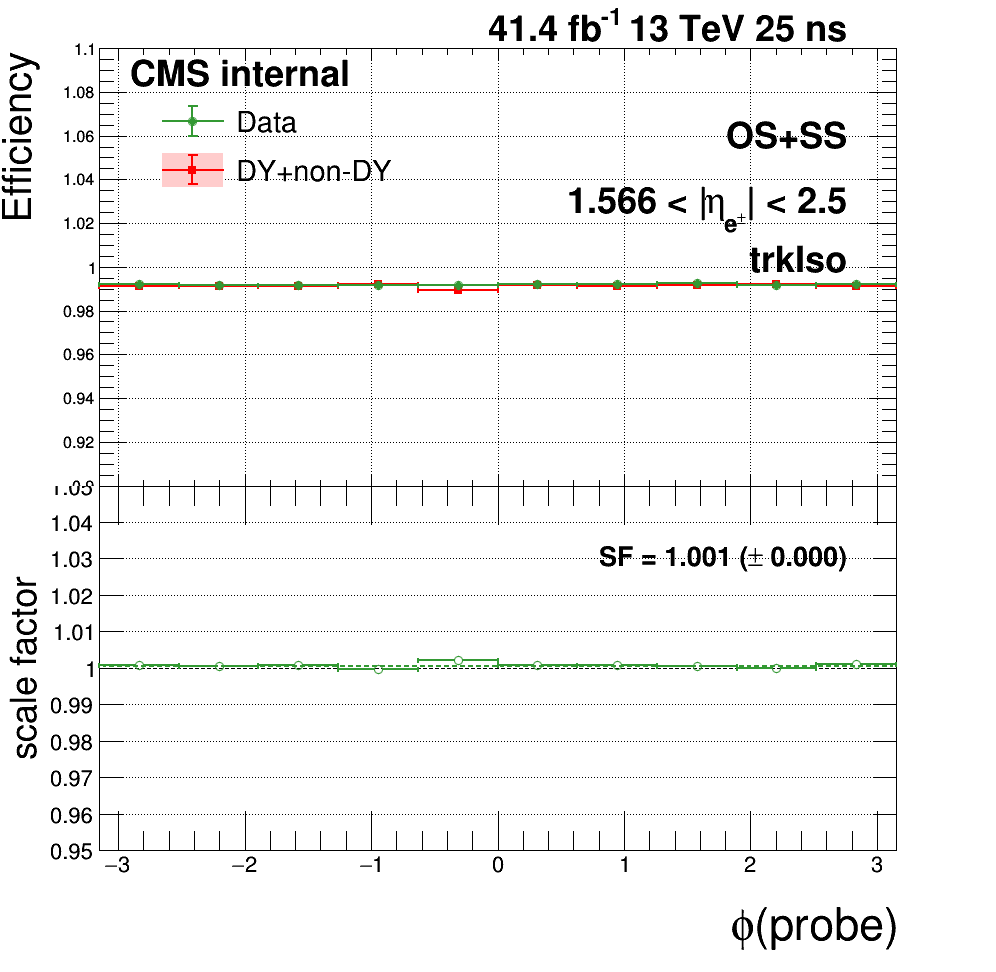 41.4 fb⁻¹ 13 TeV 25 ns
Efficiency
1.1
1.08
1.06
1.04
1.02
1
0.98
0.96
0.94
0.92
CMS internal
Data
DY+non-DY
OS+SS
1.566 < |η_e±| < 2.5
trkIso
scale factor
1.05
1.04
1.03
1.02
1.01
1
0.99
0.98
0.97
0.96
0.95
SF = 1.001 (± 0.000)
−3 −2 −1 0 1 2 3
ϕ(probe)